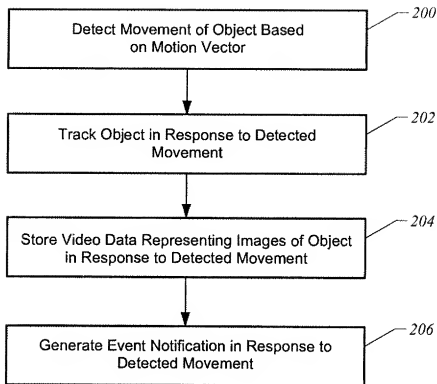 200
Detect Movement of Object Based
on Motion Vector
202
Track Object in Response to Detected
Movement
204
Store Video Data Representing Images of Object
in Response to Detected Movement
206
Generate Event Notification in Response to
Detected Movement